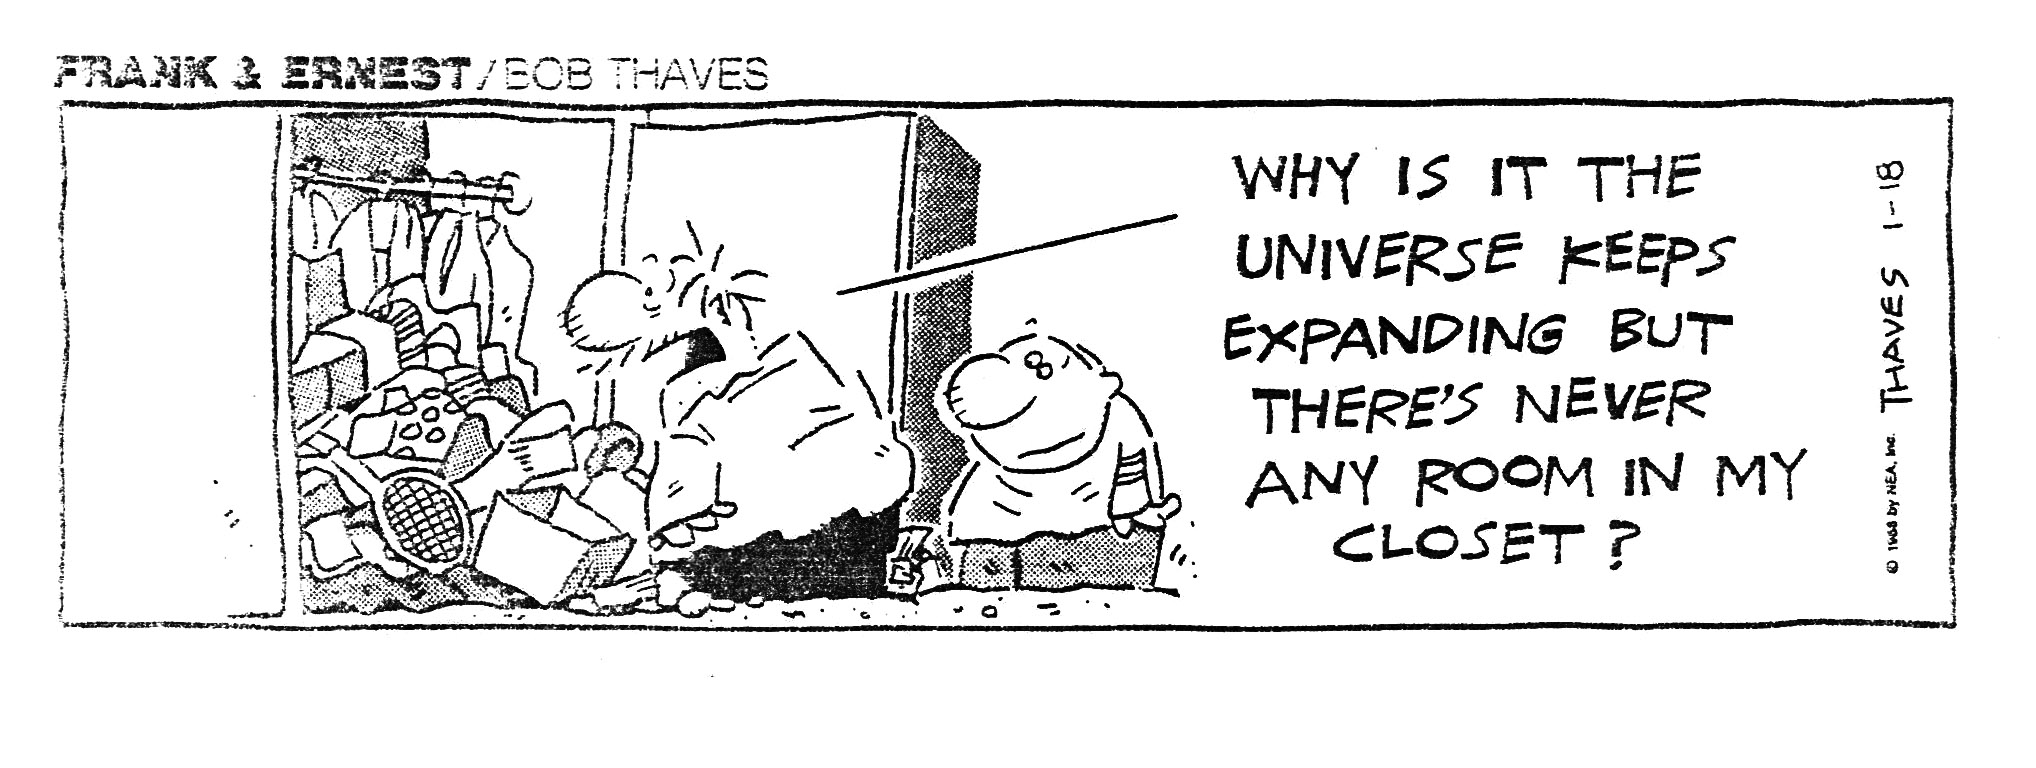 FRANK & ERNEST/BOB THAVES
WHY IS IT THE
UNIVERSE KEEPS
EXPANDING BUT
THERE'S NEVER
ANY ROOM IN MY
CLOSET?
THAVES 1-18
© by NEA, Inc.